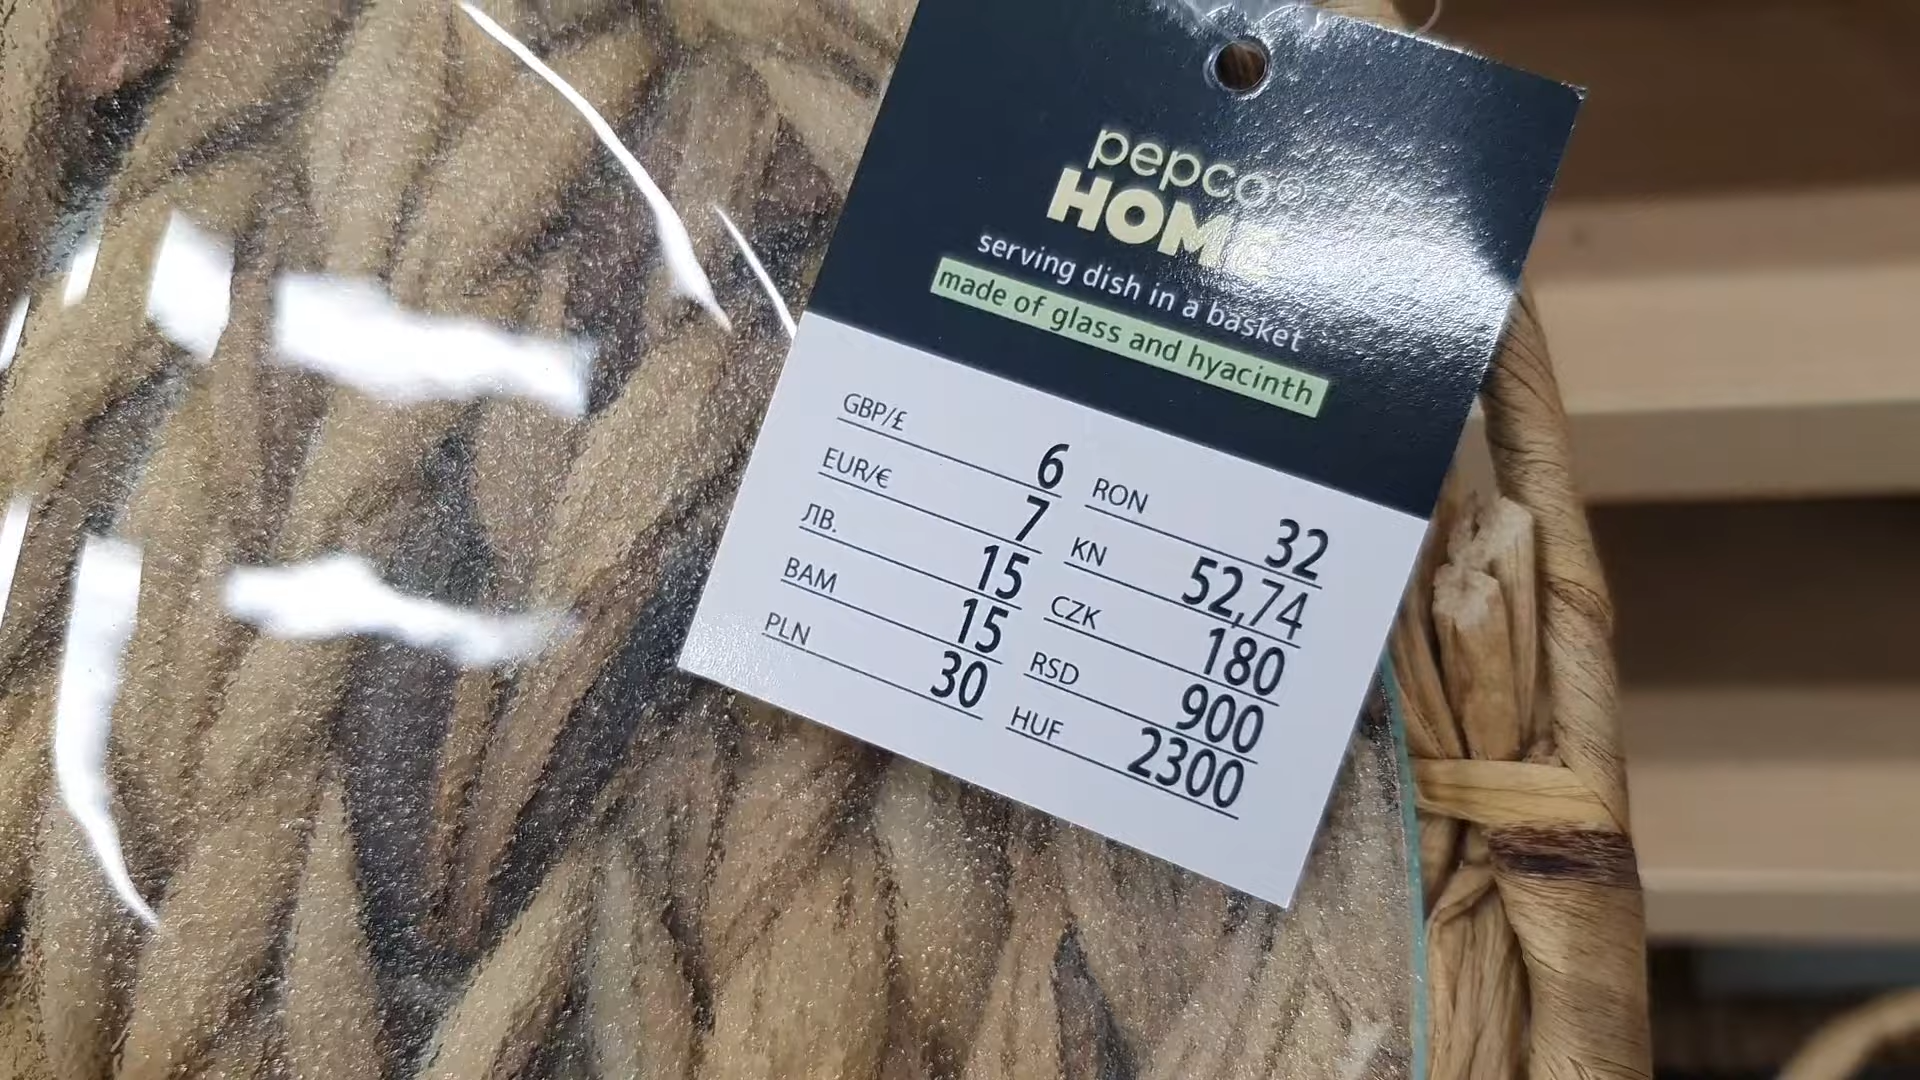 pepco®
HOME
serving dish in a basket
made of glass and hyacinth
GBP/£ 6
EUR/€ 7
ЛВ. 15
BAM 15
PLN 30
RON 32
KN 52,74
CZK 180
RSD 900
HUF 2300